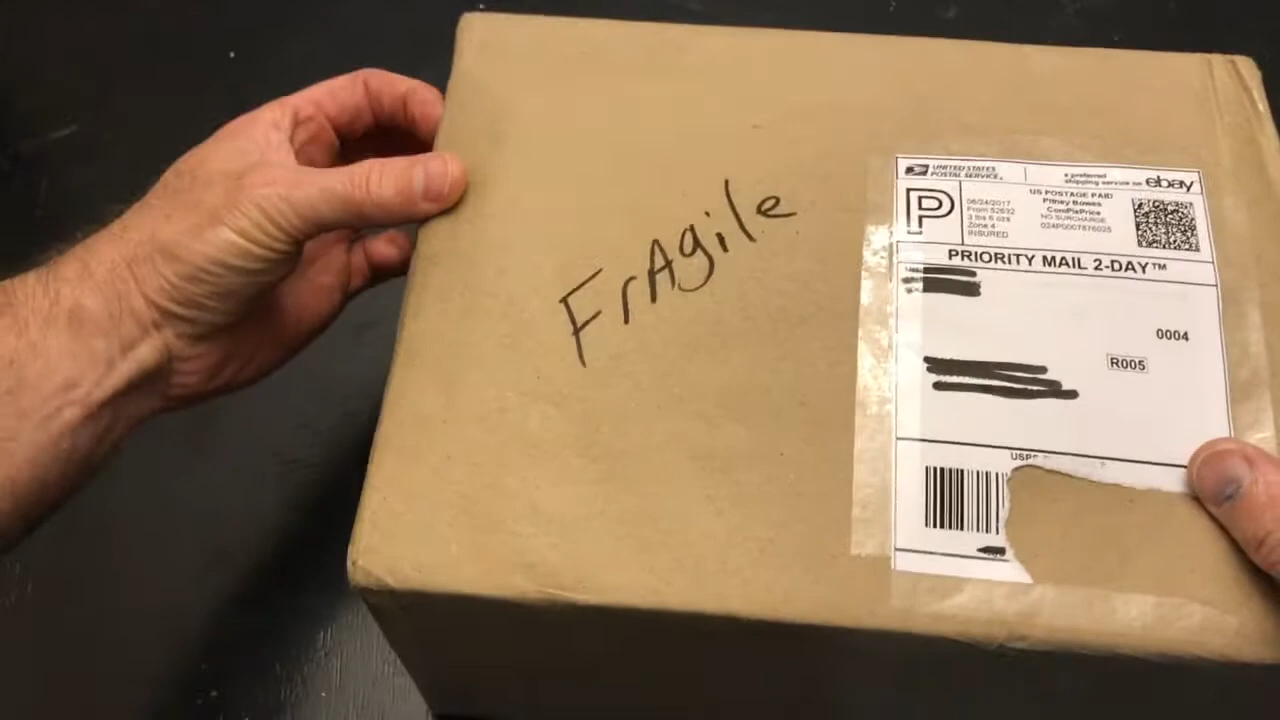 FrAgile
UNITED STATES
POSTAL SERVICE®
a preferred
shipping service on ebay
P
US POSTAGE PAID
06/24/2017
Pitney Bowes
From 52632
ComPlsPrice
3 lbs 6 ozs
NO SURCHARGE
Zone 4
024P0007876025
INSURED
PRIORITY MAIL 2-DAY™
0004
R005